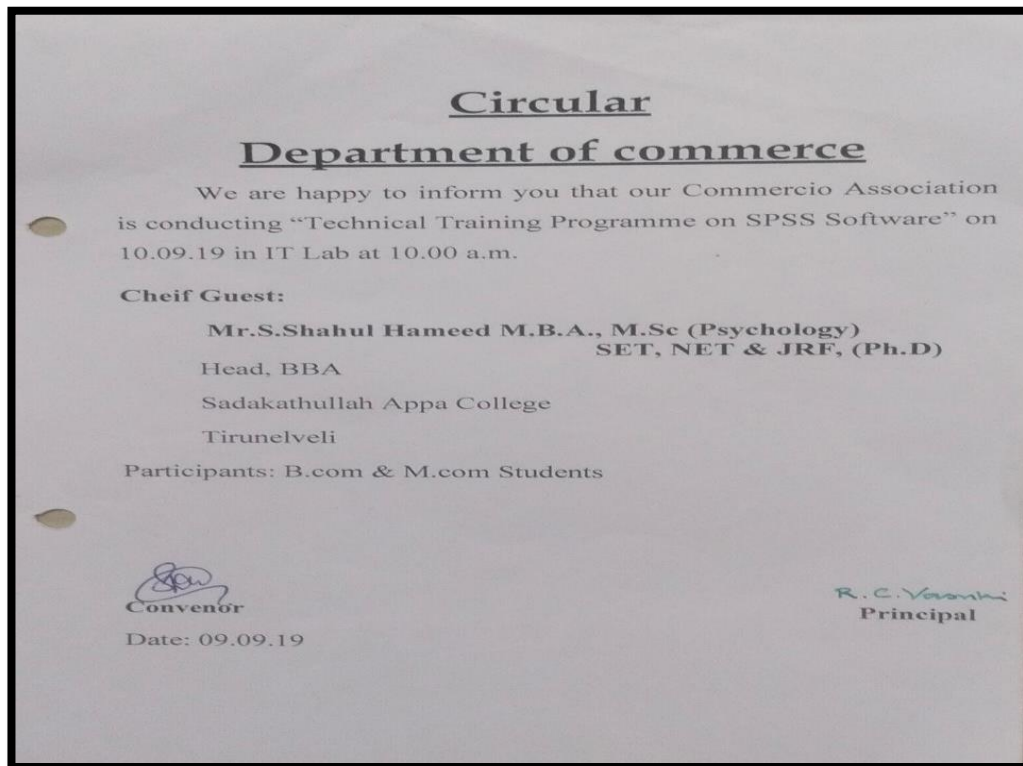 Circular
Department of commerce
We are happy to inform you that our Commercio Association
is conducting “Technical Training Programme on SPSS Software” on
10.09.19 in IT Lab at 10.00 a.m.
Cheif Guest:
Mr.S.Shahul Hameed M.B.A., M.Sc (Psychology)
SET, NET & JRF, (Ph.D)
Head, BBA
Sadakathullah Appa College
Tirunelveli
Participants: B.com & M.com Students
R. C.
Convenor
Principal
Date: 09.09.19